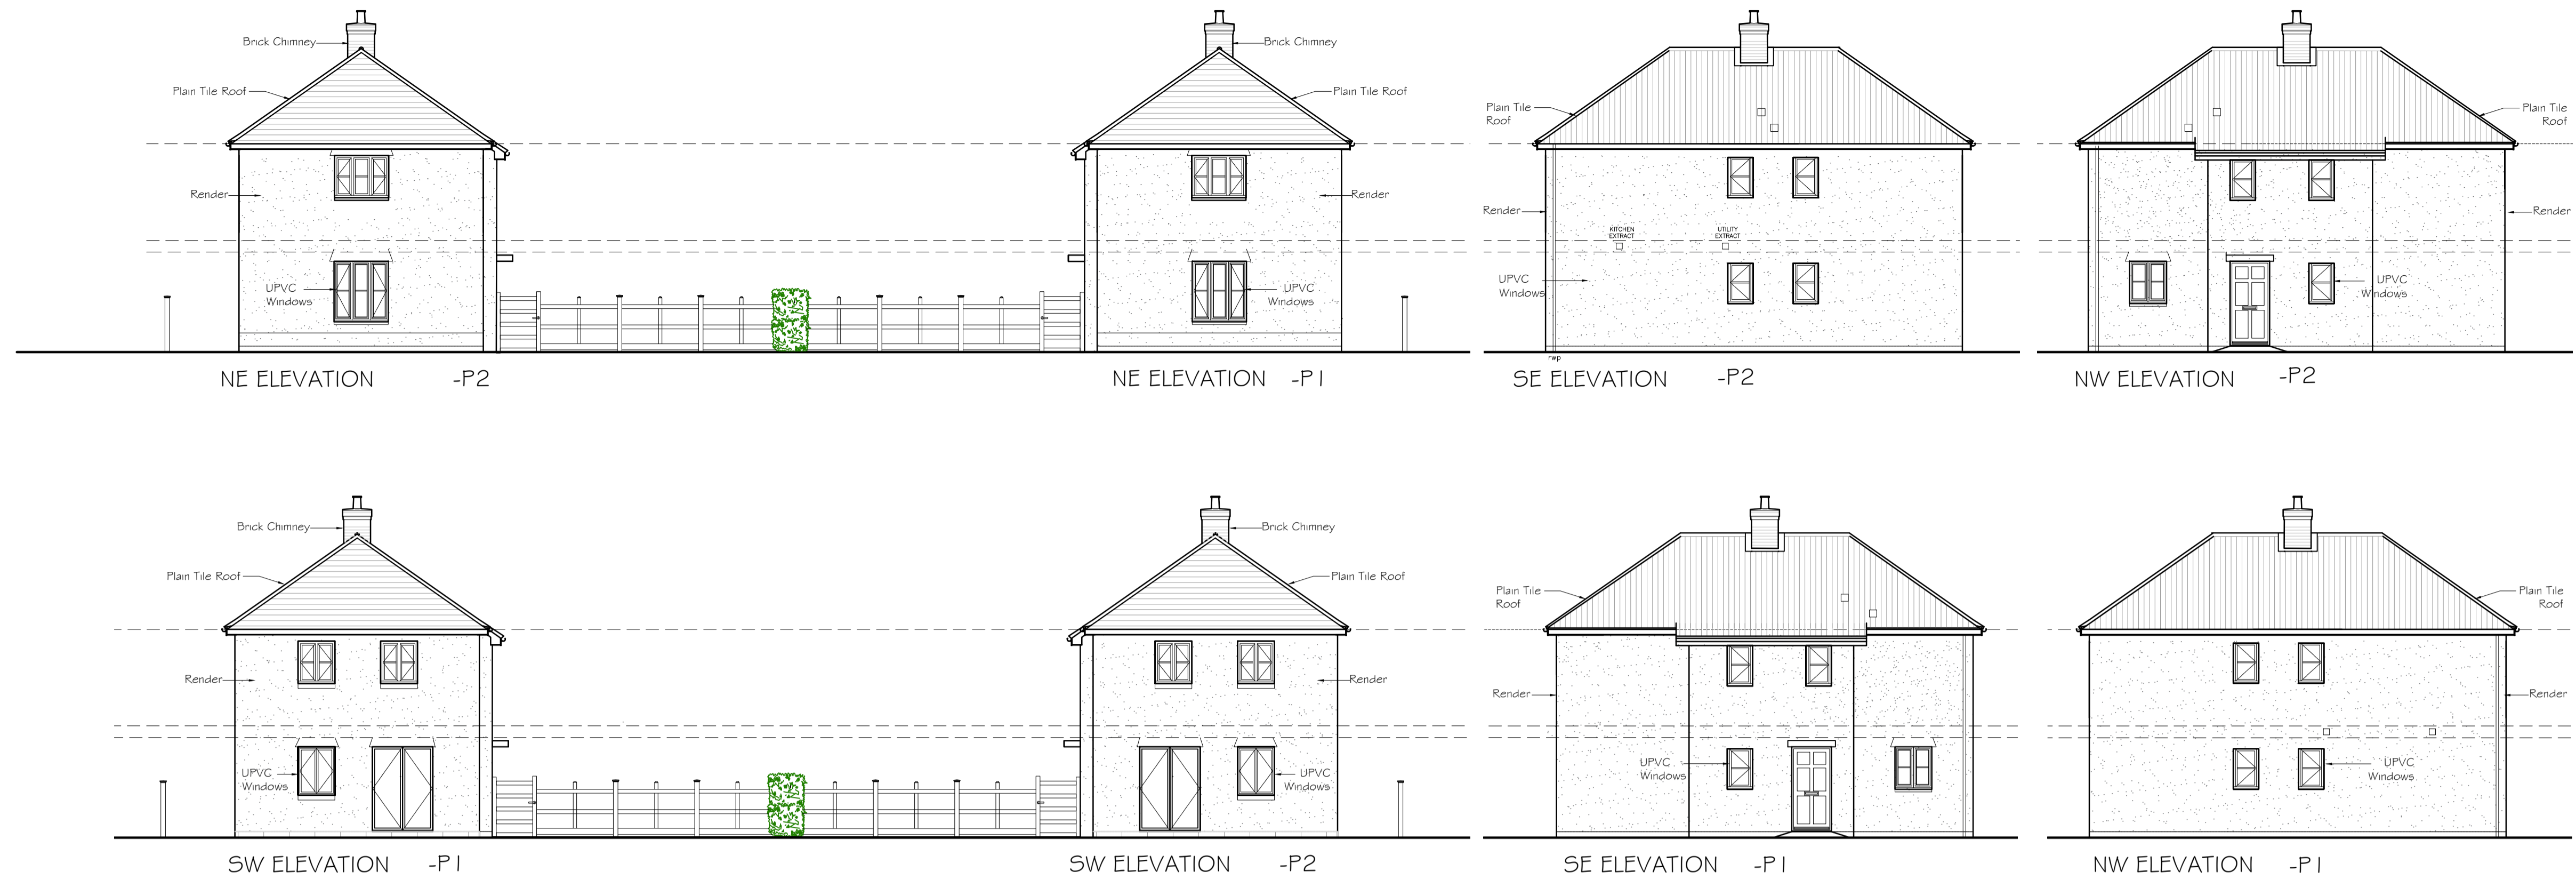 Brick Chimney
Plain Tile Roof
Render
UPVC
Windows
NE ELEVATION -P2
Brick Chimney
Plain Tile Roof
Render
UPVC
Windows
NE ELEVATION -P1
Plain Tile
Roof
Render
KITCHEN
EXTRACT
UTILITY
EXTRACT
UPVC
Windows
rwp
SE ELEVATION -P2
Plain Tile
Roof
Render
UPVC
Windows
NW ELEVATION -P2
Brick Chimney
Plain Tile Roof
Render
UPVC
Windows
SW ELEVATION -P1
Brick Chimney
Plain Tile Roof
Render
UPVC
Windows
SW ELEVATION -P2
Plain Tile
Roof
Render
UPVC
Windows
SE ELEVATION -P1
Plain Tile
Roof
Render
UPVC
Windows
NW ELEVATION -P1